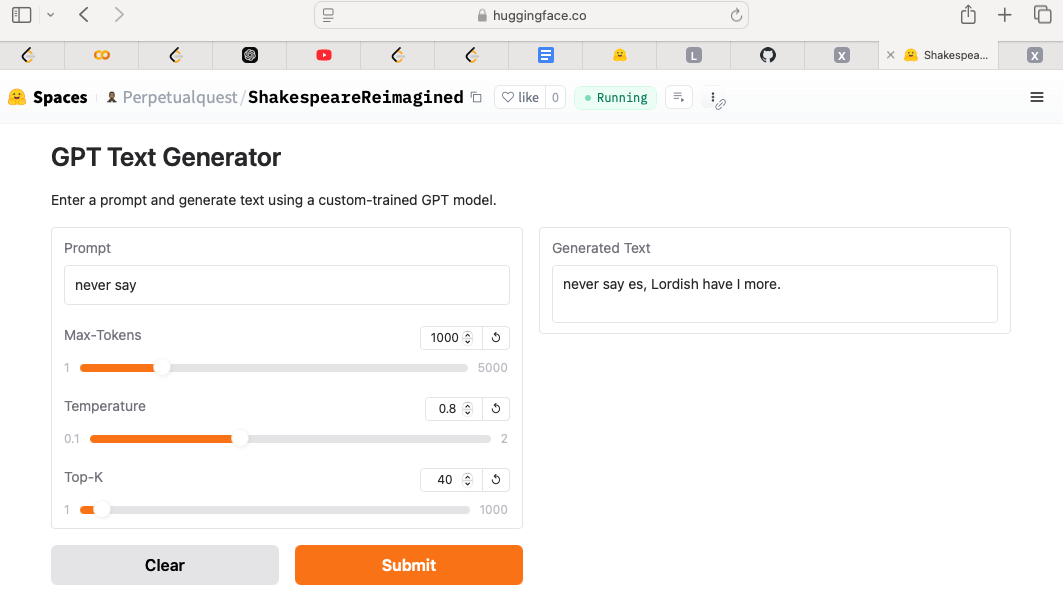 huggingface.co
L
X
Shakespea...
X
Spaces
Perpetualquest/ShakespeareReimagined
like
0
Running
GPT Text Generator
Enter a prompt and generate text using a custom-trained GPT model.
Prompt
never say
Max-Tokens
1000
1
5000
Temperature
0.8
0.1
2
Top-K
40
1
1000
Clear
Submit
Generated Text
never say es, Lordish have I more.